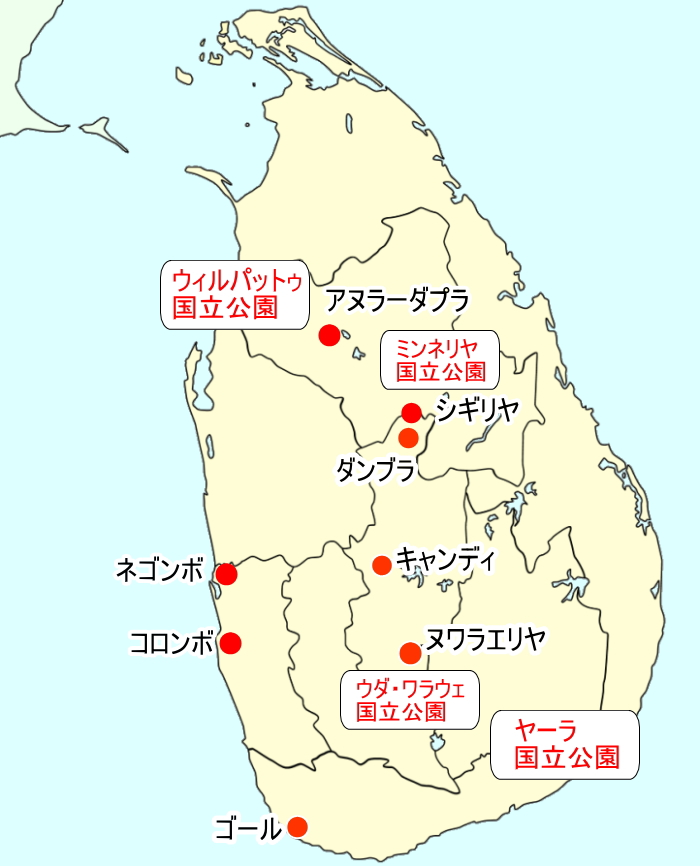 ウィルパットゥ
国立公園
アヌラーダプラ
ミンネリヤ
国立公園
シギリヤ
ダンブラ
ネゴンボ
キャンディ
コロンボ
ヌワラエリヤ
ウダ・ワラウェ
国立公園
ヤーラ
国立公園
ゴール